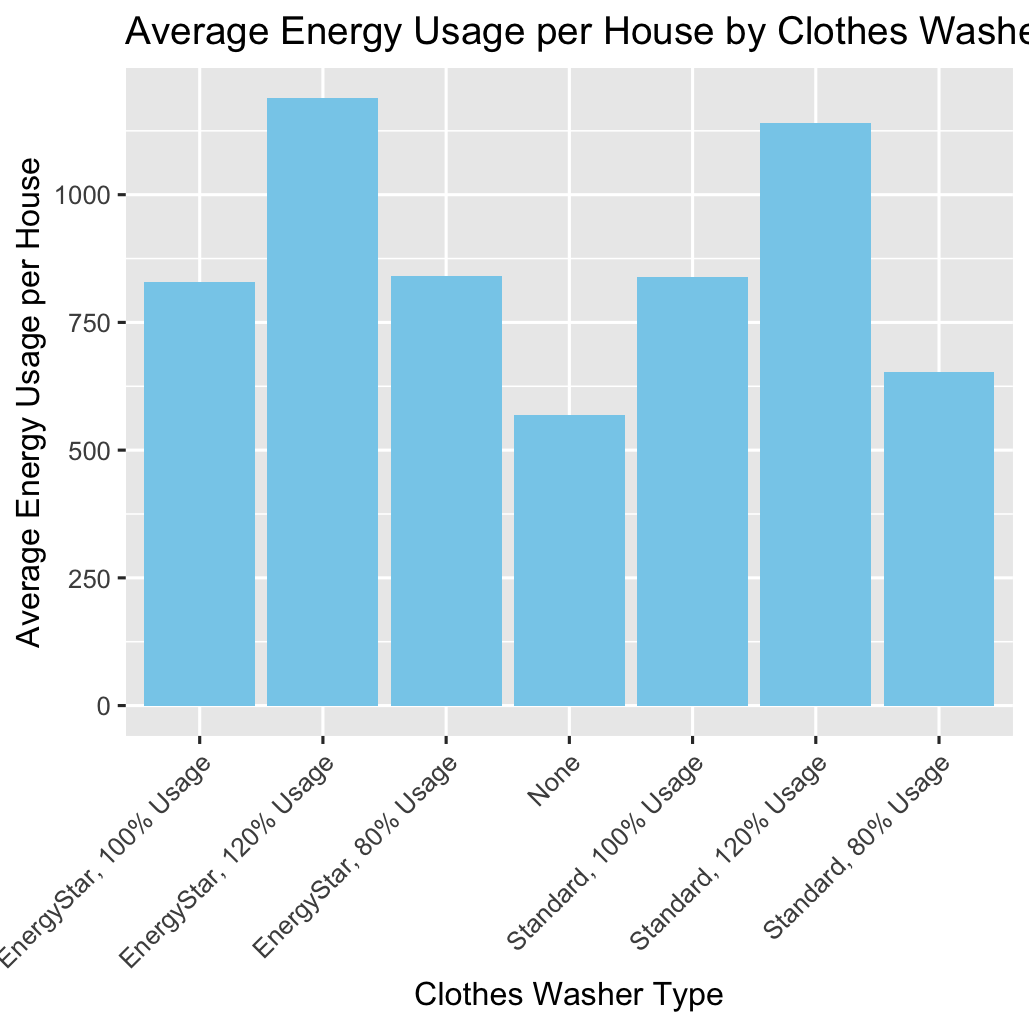 Average Energy Usage per House by Clothes Washe
Average Energy Usage per House
1000
750
500
250
0
EnergyStar, 100% Usage
EnergyStar, 120% Usage
EnergyStar, 80% Usage
None
Standard, 100% Usage
Standard, 120% Usage
Standard, 80% Usage
Clothes Washer Type